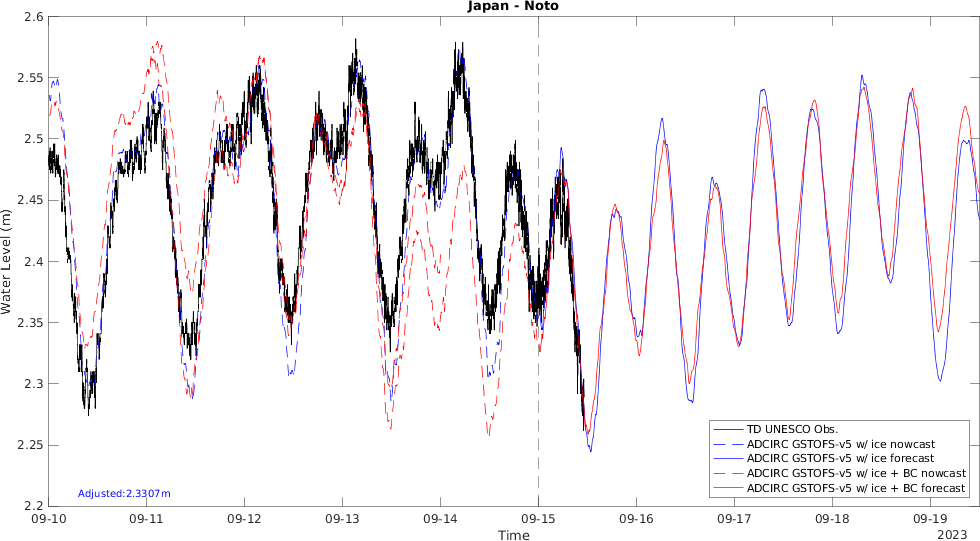 Japan - Noto
2.6
2.55
2.5
2.45
2.4
2.35
2.3
2.25
2.2
Water Level (m)
TD UNESCO Obs.
ADCIRC GSTOFS-v5 w/ ice nowcast
ADCIRC GSTOFS-v5 w/ ice forecast
ADCIRC GSTOFS-v5 w/ ice + BC nowcast
ADCIRC GSTOFS-v5 w/ ice + BC forecast
Adjusted:2.3307m
09-10 09-11 09-12 09-13 09-14 09-15 09-16 09-17 09-18 09-19
Time
2023